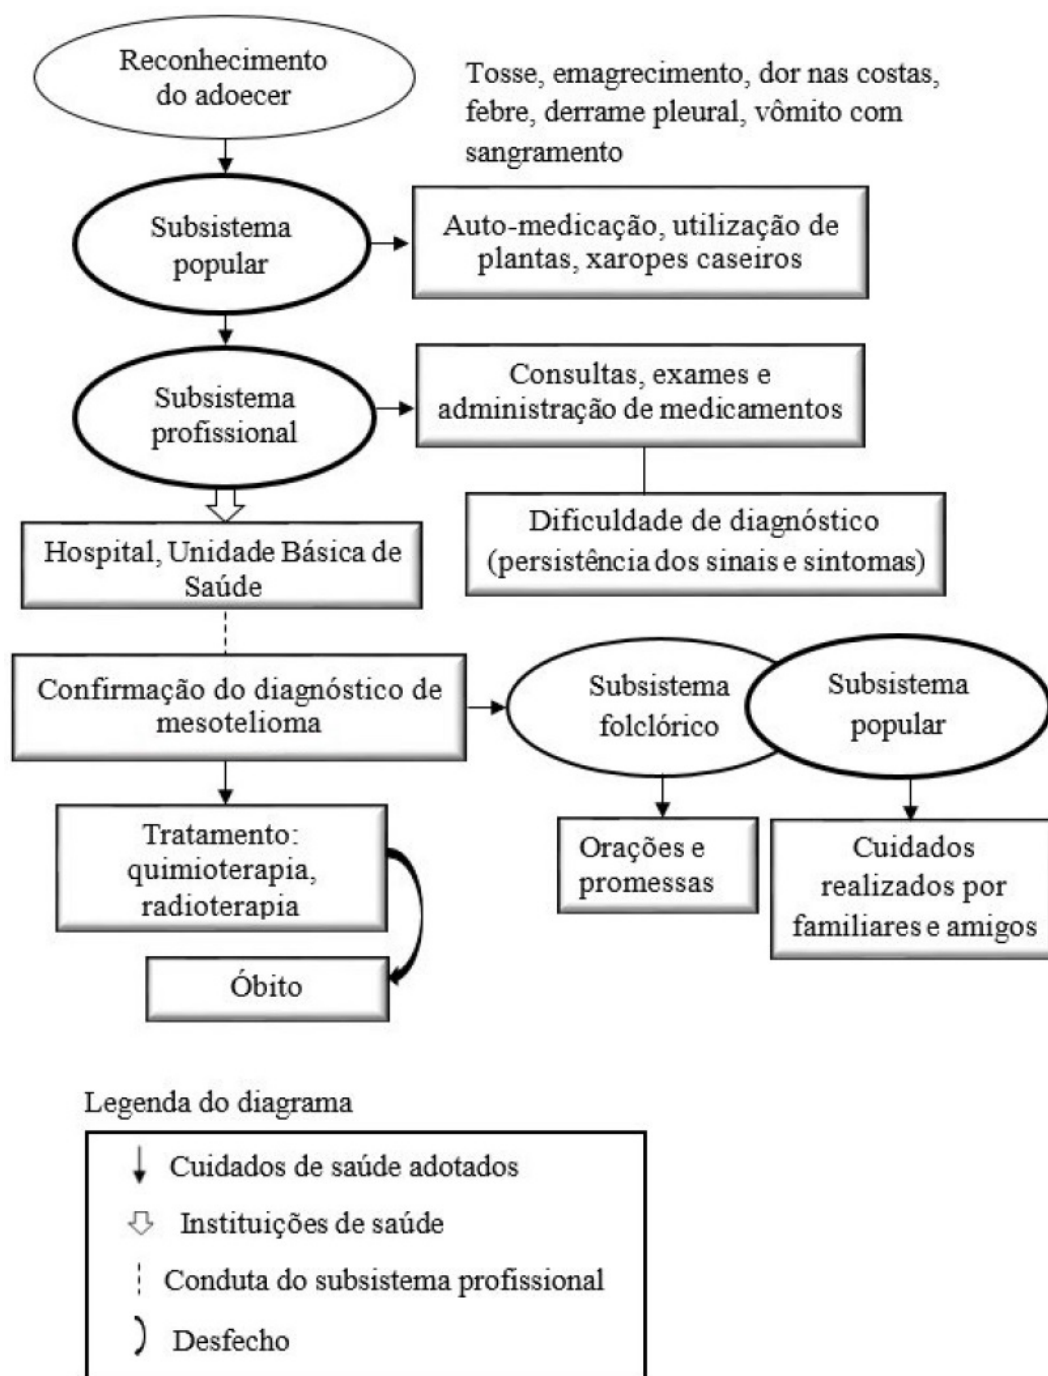 Reconhecimento
do adoecer
Tosse, emagrecimento, dor nas costas,
febre, derrame pleural, vômito com
sangramento
Subsistema
popular
Auto-medicação, utilização de
plantas, xaropes caseiros
Subsistema
profissional
Consultas, exames e
administração de medicamentos
Dificuldade de diagnóstico
(persistência dos sinais e sintomas)
Hospital, Unidade Básica de
Saúde
Confirmação do diagnóstico de
mesotelioma
Subsistema
folclórico
Subsistema
popular
Tratamento:
quimioterapia,
radioterapia
Orações e
promessas
Cuidados
realizados por
familiares e amigos
Óbito
Legenda do diagrama
Cuidados de saúde adotados
Instituições de saúde
Conduta do subsistema profissional
Desfecho